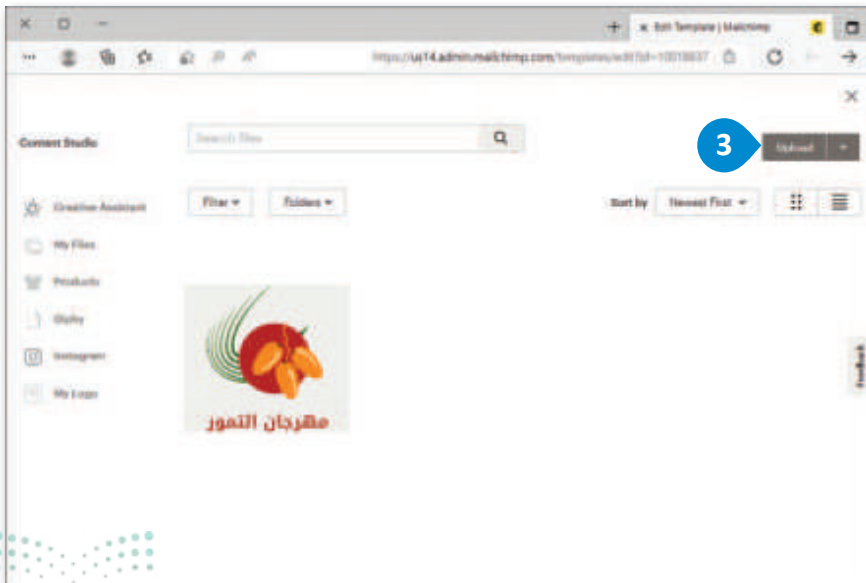 Edit Template | Mailchimp
https://us14.admin.mailchimp.com/templates/edit?id=10018637
Content Studio
Search files
3
Upload
Creative Assistant
Filter
Folders
Sort by
Newest First
My Files
Products
Giphy
Instagram
My Logo
Feedback
مهرجان التمور